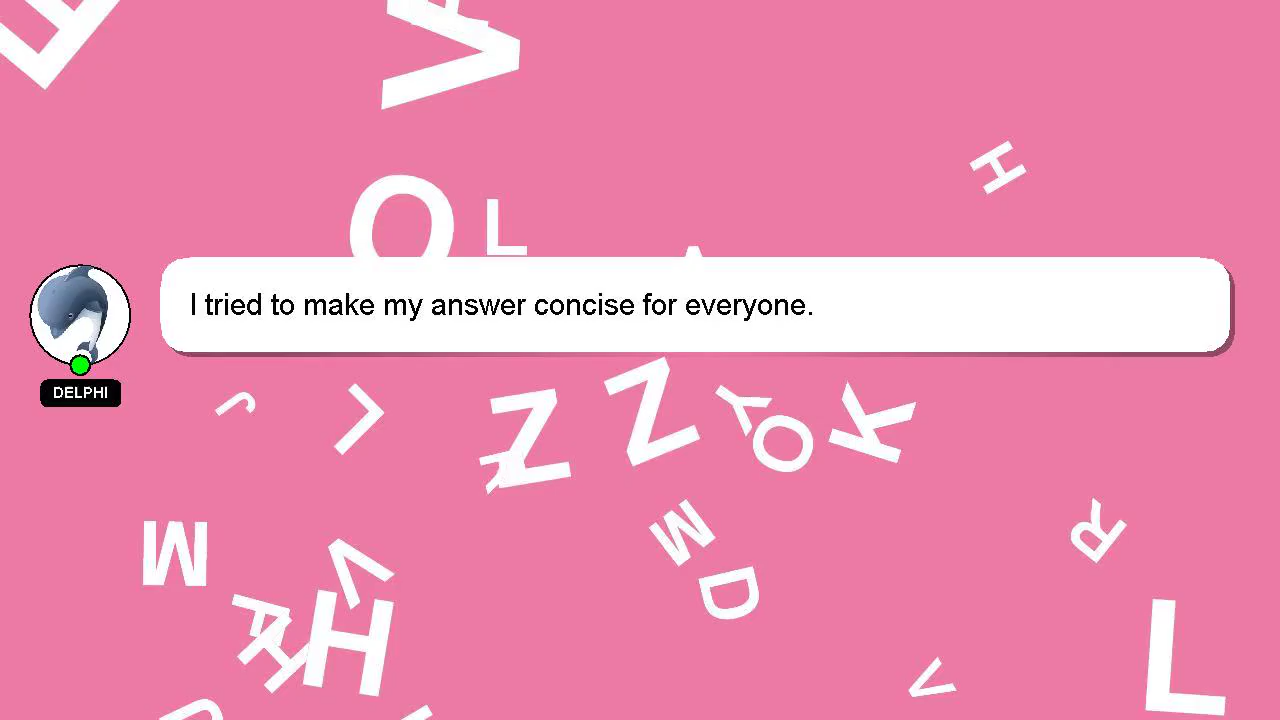 I tried to make my answer concise for everyone.
DELPHI
E
V
O
L
H
J
L
Z
Z
Y
O
K
M
V
M
D
R
H
H
V
L